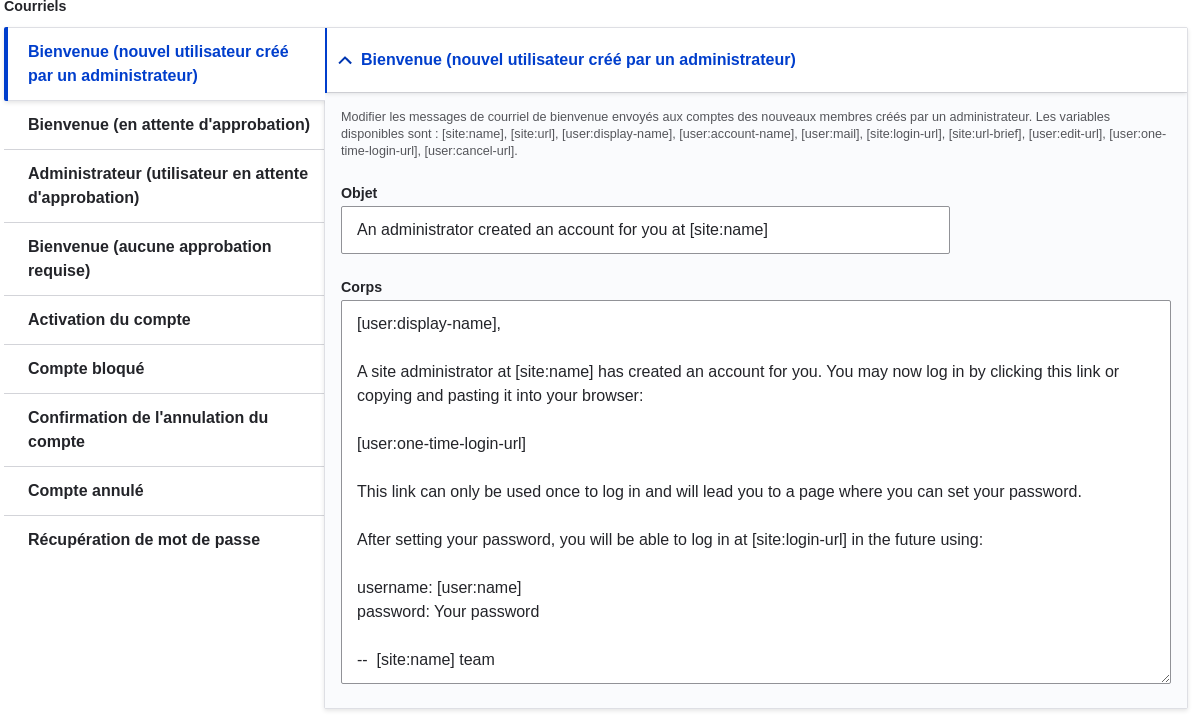 Courriels
Bienvenue (nouvel utilisateur créé
par un administrateur)
Bienvenue (en attente d'approbation)
Administrateur (utilisateur en attente
d'approbation)
Bienvenue (aucune approbation
requise)
Activation du compte
Compte bloqué
Confirmation de l'annulation du
compte
Compte annulé
Récupération de mot de passe
Bienvenue (nouvel utilisateur créé par un administrateur)
Modifier les messages de courriel de bienvenue envoyés aux comptes des nouveaux membres créés par un administrateur. Les variables
disponibles sont : [site:name], [site:url], [user:display-name], [user:account-name], [user:mail], [site:login-url], [site:url-brief], [user:edit-url], [user:one-
time-login-url], [user:cancel-url].
Objet
An administrator created an account for you at [site:name]
Corps
[user:display-name],
A site administrator at [site:name] has created an account for you. You may now log in by clicking this link or
copying and pasting it into your browser:
[user:one-time-login-url]
This link can only be used once to log in and will lead you to a page where you can set your password.
After setting your password, you will be able to log in at [site:login-url] in the future using:
username: [user:name]
password: Your password
--  [site:name] team